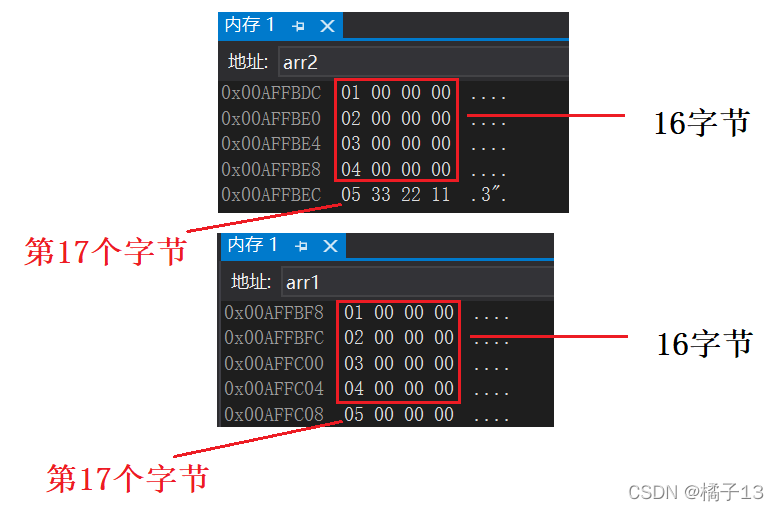 内存 1
地址: arr2
0x00AFFBDC 01 00 00 00 ....
0x00AFFBE0 02 00 00 00 ....
16字节
0x00AFFBE4 03 00 00 00 ....
0x00AFFBE8 04 00 00 00 ....
0x00AFFBEC 05 33 22 11 .3".
第17个字节
内存 1
地址: arr1
0x00AFFBF8 01 00 00 00 ....
0x00AFFBFC 02 00 00 00 ....
16字节
0x00AFFC00 03 00 00 00 ....
0x00AFFC04 04 00 00 00 ....
0x00AFFC08 05 00 00 00 ....
第17个字节
CSDN @橘子13